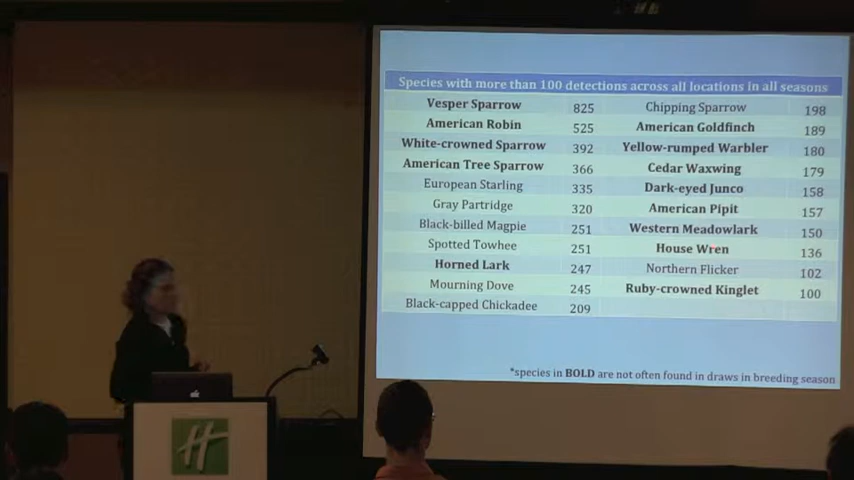 Species with more than 100 detections across all locations in all seasons
Vesper Sparrow 825 Chipping Sparrow 198
American Robin 525 American Goldfinch 189
White-crowned Sparrow 392 Yellow-rumped Warbler 180
American Tree Sparrow 366 Cedar Waxwing 179
European Starling 335 Dark-eyed Junco 158
Gray Partridge 320 American Pipit 157
Black-billed Magpie 251 Western Meadowlark 150
Spotted Towhee 251 House Wren 136
Horned Lark 247 Northern Flicker 102
Mourning Dove 245 Ruby-crowned Kinglet 100
Black-capped Chickadee 209
*species in BOLD are not often found in draws in breeding season
H